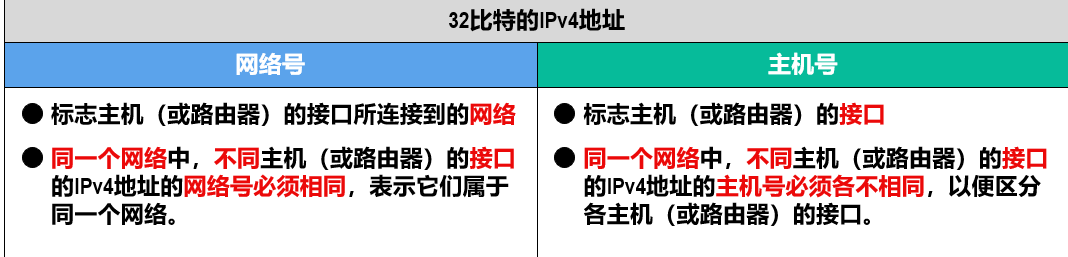 32比特的IPv4地址
网络号
主机号
● 标志主机（或路由器）的接口所连接到的网络
● 同一个网络中，不同主机（或路由器）的接口
的IPv4地址的网络号必须相同，表示它们属于
同一个网络。
● 标志主机（或路由器）的接口
● 同一个网络中，不同主机（或路由器）的接口
的IPv4地址的主机号必须各不相同，以便区分
各主机（或路由器）的接口。